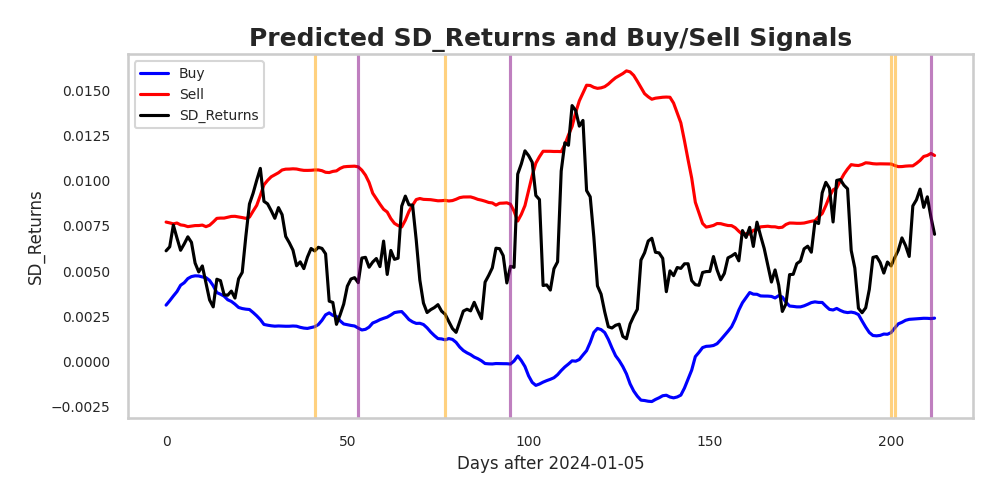 Predicted SD_Returns and Buy/Sell Signals
Buy
Sell
SD_Returns
0.0150
0.0125
0.0100
0.0075
0.0050
0.0025
0.0000
−0.0025
SD_Returns
0 50 100 150 200
Days after 2024-01-05